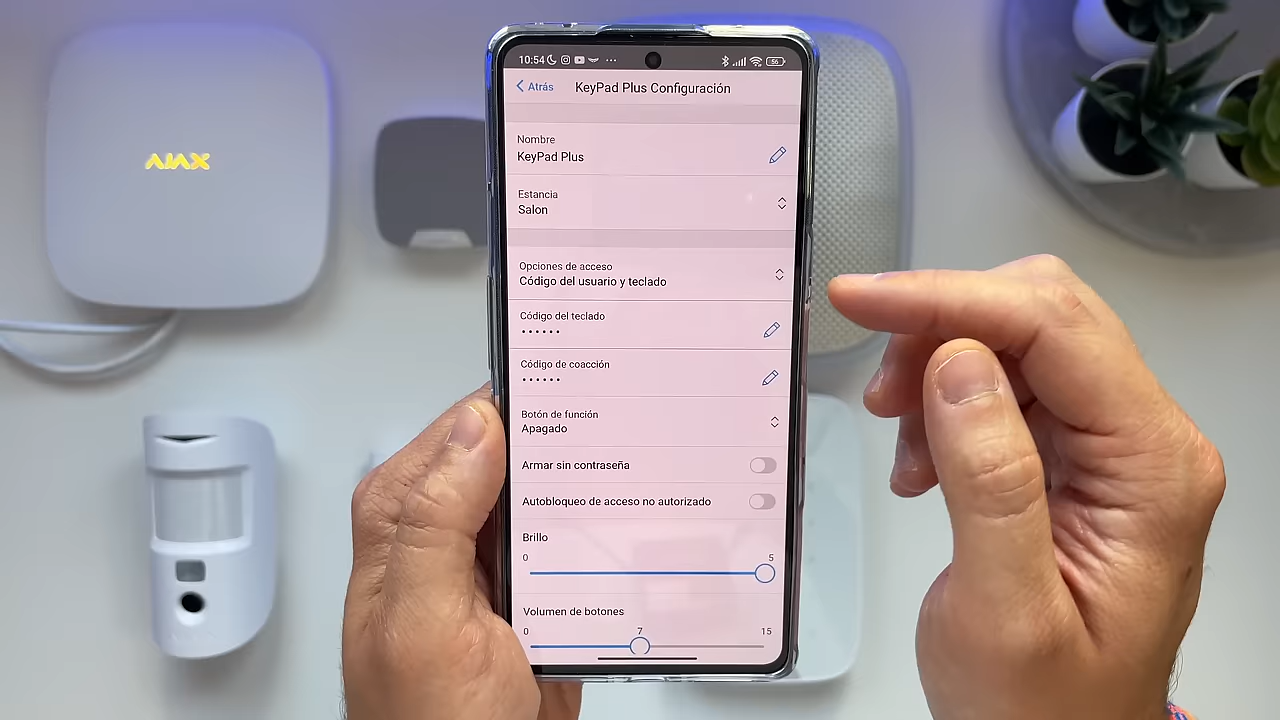 AJAX
10:54
56
Atrás
KeyPad Plus Configuración
Nombre
KeyPad Plus
Estancia
Salon
Opciones de acceso
Código del usuario y teclado
Código del teclado
••••••
Código de coacción
••••••
Botón de función
Apagado
Armar sin contraseña
Autobloqueo de acceso no autorizado
Brillo
0 5
Volumen de botones
0 7 15